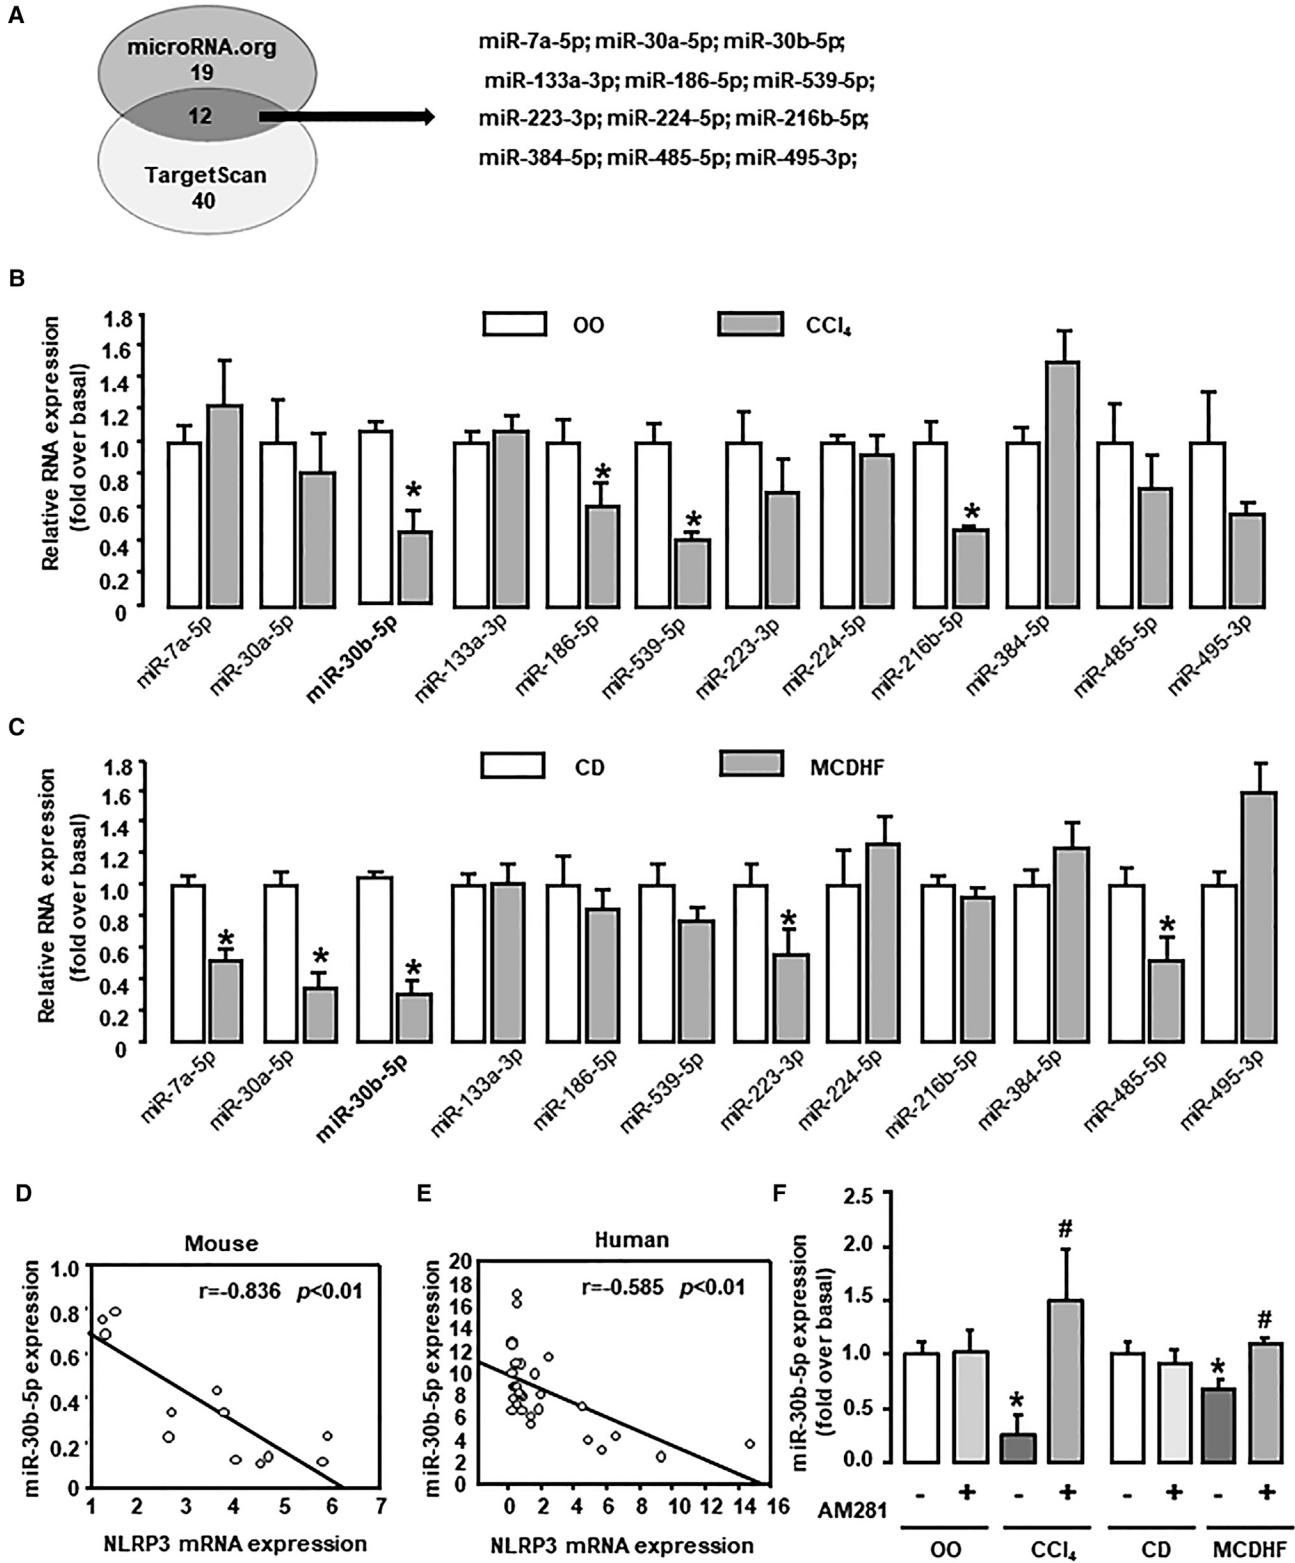 A
microRNA.org
19
12
TargetScan
40
miR-7a-5p; miR-30a-5p; miR-30b-5p;
miR-133a-3p; miR-186-5p; miR-539-5p;
miR-223-3p; miR-224-5p; miR-216b-5p;
miR-384-5p; miR-485-5p; miR-495-3p;
B
Relative RNA expression
(fold over basal)
1.8
1.6
1.4
1.2
1.0
0.8
0.6
0.4
0.2
0
OO
CCl₄
*
*
*
*
miR-7a-5p
miR-30a-5p
miR-30b-5p
miR-133a-3p
miR-186-5p
miR-539-5p
miR-223-3p
miR-224-5p
miR-216b-5p
miR-384-5p
miR-485-5p
miR-495-3p
C
Relative RNA expression
(fold over basal)
1.8
1.6
1.4
1.2
1.0
0.8
0.6
0.4
0.2
0
CD
MCDHF
*
*
*
*
*
miR-7a-5p
miR-30a-5p
miR-30b-5p
miR-133a-3p
miR-186-5p
miR-539-5p
miR-223-3p
miR-224-5p
miR-216b-5p
miR-384-5p
miR-485-5p
miR-495-3p
D
Mouse
miR-30b-5p expression
1.0
0.8
0.6
0.4
0.2
0
r=-0.836 p<0.01
1 2 3 4 5 6 7
NLRP3 mRNA expression
E
Human
miR-30b-5p expression
20
18
16
14
12
10
8
6
4
2
0
r=-0.585 p<0.01
0 2 4 6 8 10 12 14 16
NLRP3 mRNA expression
F
miR-30b-5p expression
(fold over basal)
2.5
2.0
1.5
1.0
0.5
0.0
*
#
*
#
AM281 - + - + - + - +
OO CCl₄ CD MCDHF